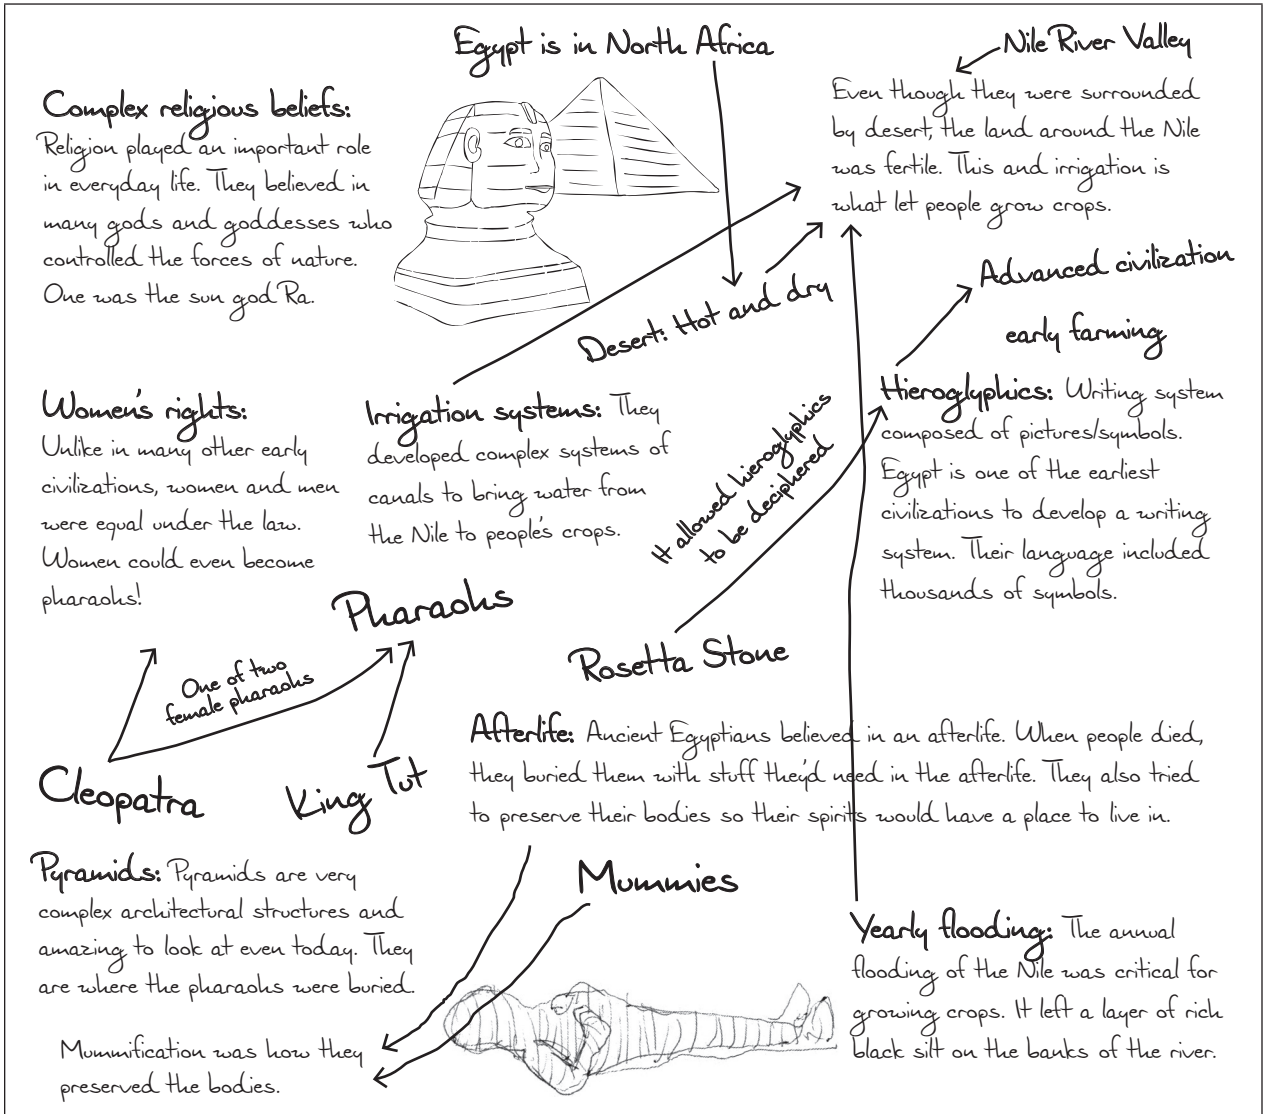 Egypt is in North Africa
Nile River Valley
Complex religious beliefs:
Religion played an important role
in everyday life. They believed in
many gods and goddesses who
controlled the forces of nature.
One was the sun god Ra.
Even though they were surrounded
by desert, the land around the Nile
was fertile. This and irrigation is
what let people grow crops.
Desert: Hot and dry
Advanced civilization
early farming
Women's rights:
Unlike in many other early
civilizations, women and men
were equal under the law.
Women could even become
pharaohs!
Irrigation systems: They
developed complex systems of
canals to bring water from
the Nile to people's crops.
It allowed hieroglyphics
to be deciphered
Hieroglyphics: Writing system
composed of pictures/symbols.
Egypt is one of the earliest
civilizations to develop a writing
system. Their language included
thousands of symbols.
Pharaohs
One of two
female pharaohs
Rosetta Stone
Cleopatra
King Tut
Afterlife: Ancient Egyptians believed in an afterlife. When people died,
they buried them with stuff they'd need in the afterlife. They also tried
to preserve their bodies so their spirits would have a place to live in.
Pyramids: Pyramids are very
complex architectural structures and
amazing to look at even today. They
are where the pharaohs were buried.
Mummies
Mummification was how they
preserved the bodies.
Yearly flooding: The annual
flooding of the Nile was critical for
growing crops. It left a layer of rich
black silt on the banks of the river.